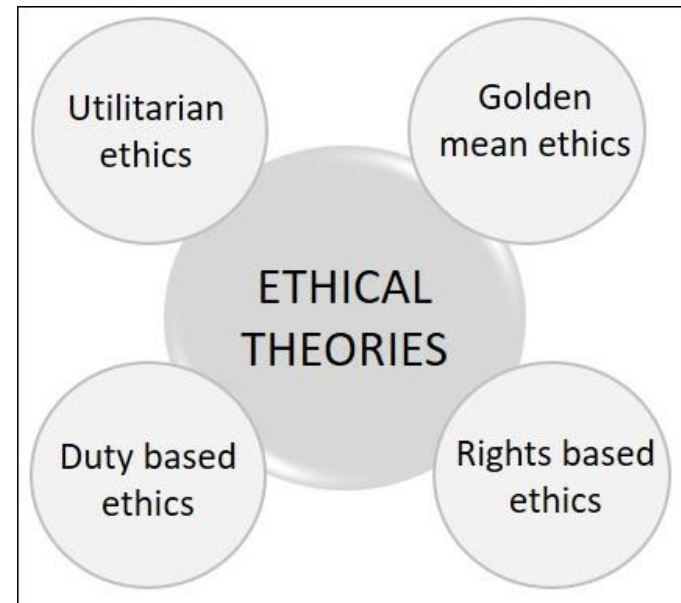 Utilitarian
ethics
Golden
mean ethics
ETHICAL
THEORIES
Duty based
ethics
Rights based
ethics